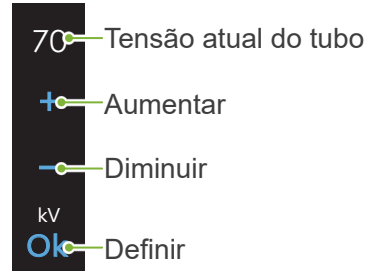 70 Tensão atual do tubo
+ Aumentar
− Diminuir
kV
Ok Definir